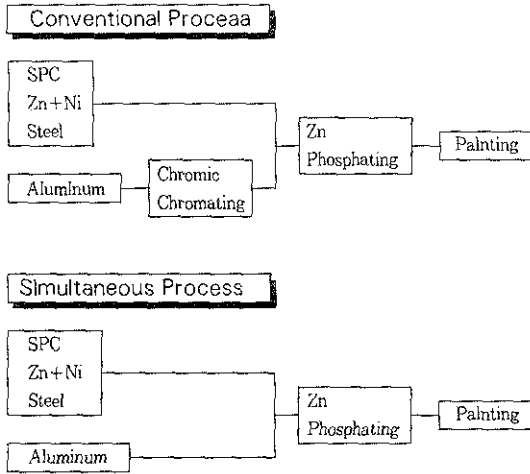 Conventional Proceaa
SPC
Zn+Ni
Steel
Zn
Phosphating
Painting
Aluminum
Chromic
Chromating
Simultaneous Process
SPC
Zn+Ni
Steel
Zn
Phosphating
Painting
Aluminum